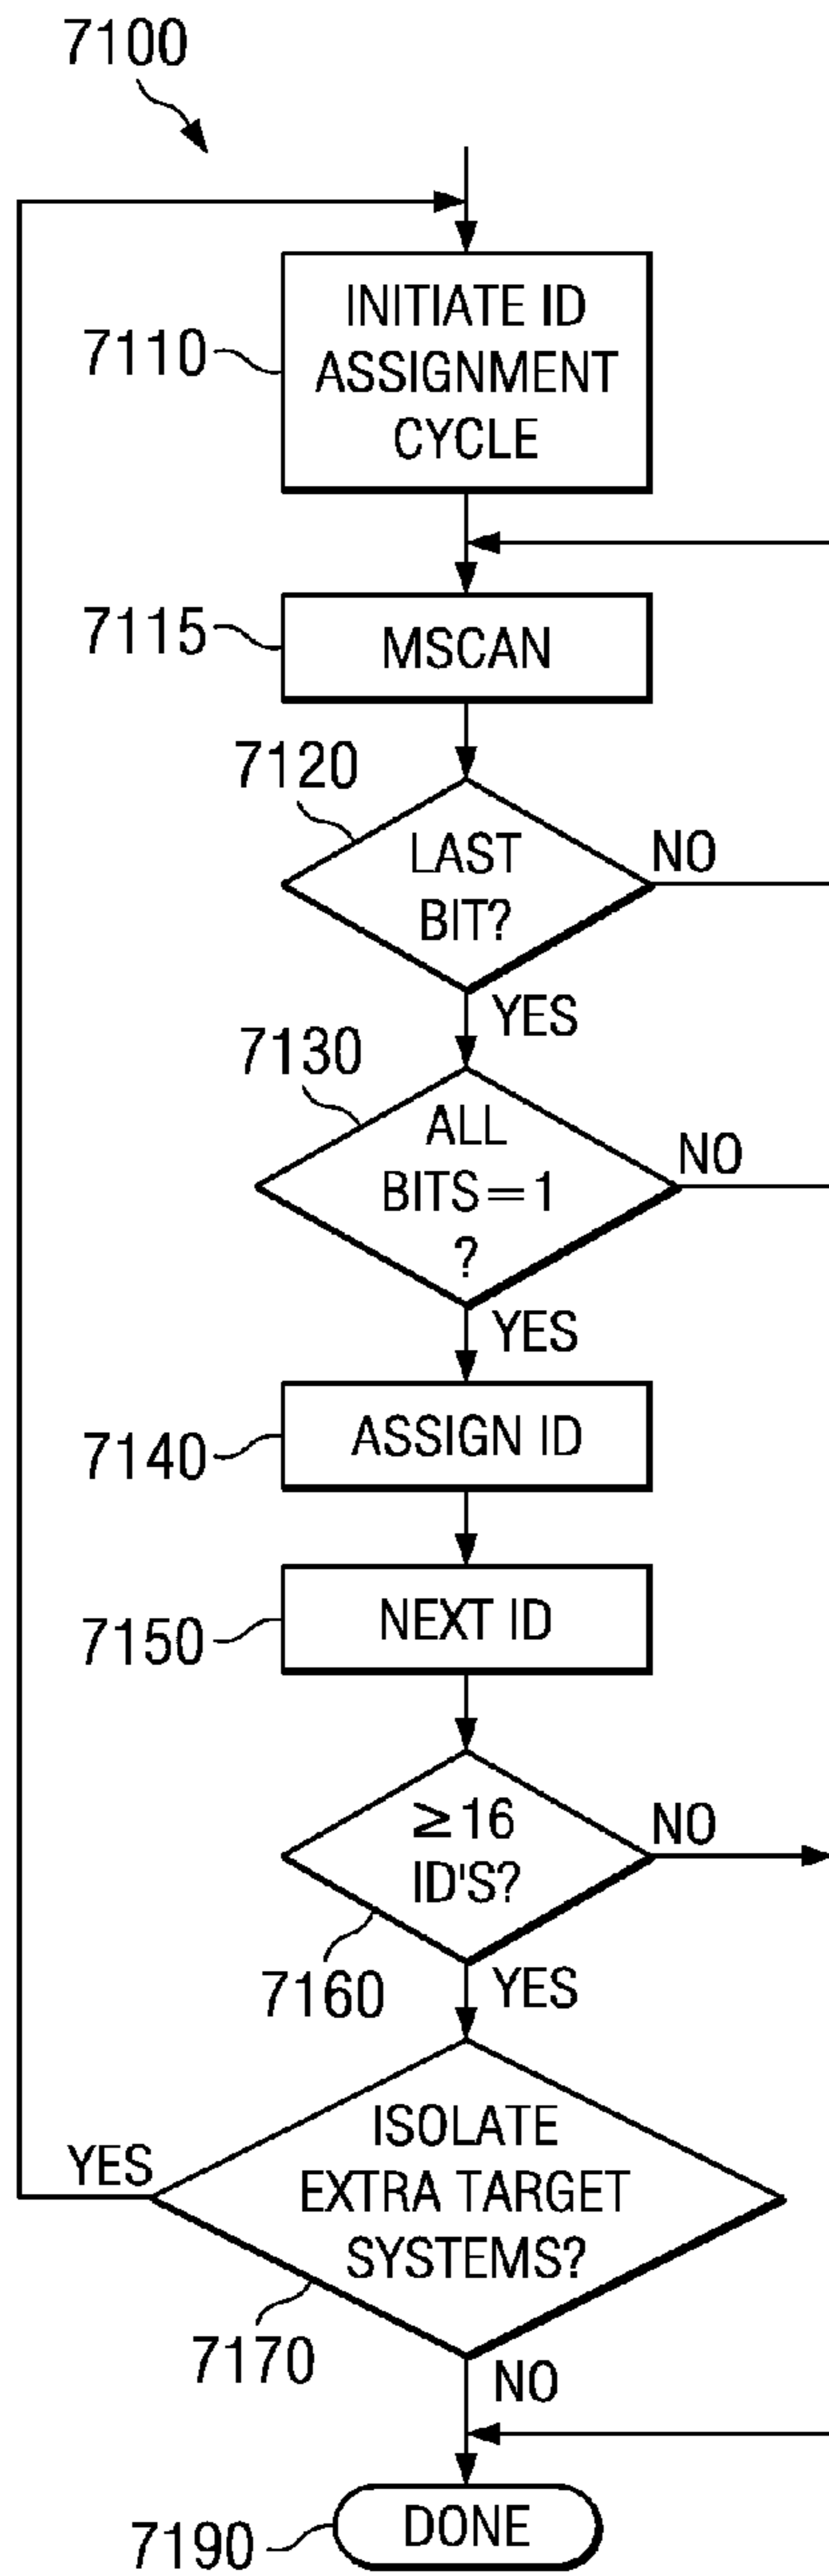 7100
INITIATE ID
ASSIGNMENT
CYCLE
7110
7115
MSCAN
7120
LAST
BIT?
NO
YES
7130
ALL
BITS=1
?
NO
YES
7140
ASSIGN ID
7150
NEXT ID
≥16
ID'S?
NO
7160
YES
ISOLATE
EXTRA TARGET
SYSTEMS?
YES
7170
NO
7190
DONE